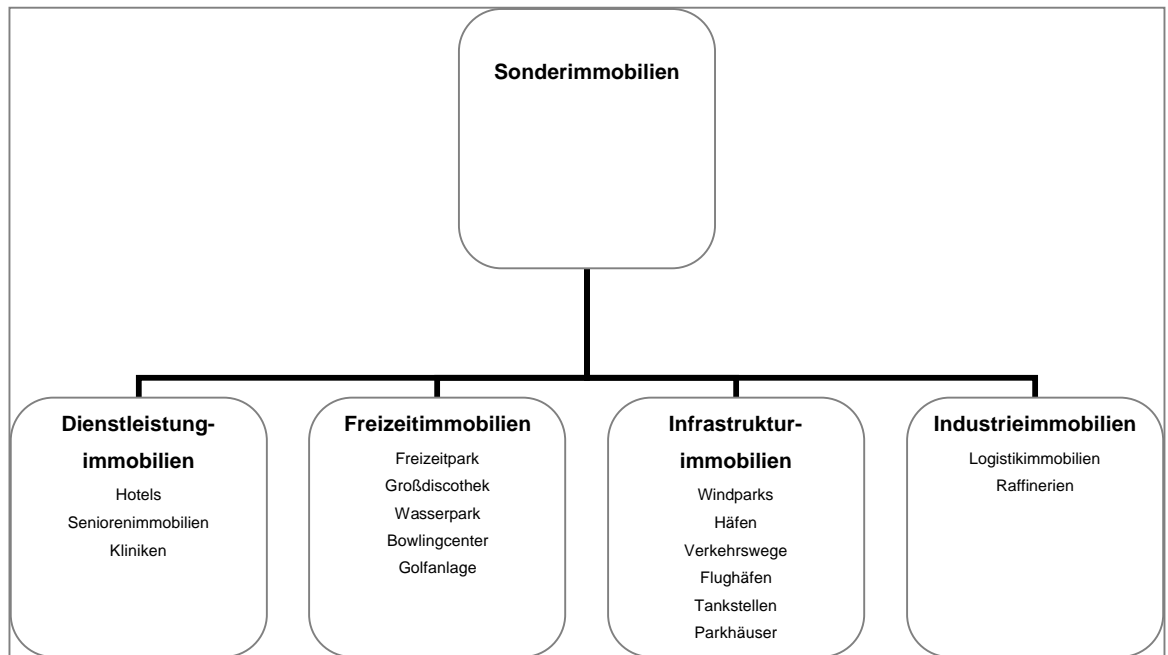 Sonderimmobilien
Dienstleistung-
immobilien
Hotels
Seniorenimmobilien
Kliniken
Freizeitimmobilien
Freizeitpark
Großdiscothek
Wasserpark
Bowlingcenter
Golfanlage
Infrastruktur-
immobilien
Windparks
Häfen
Verkehrswege
Flughäfen
Tankstellen
Parkhäuser
Industrieimmobilien
Logistikimmobilien
Raffinerien